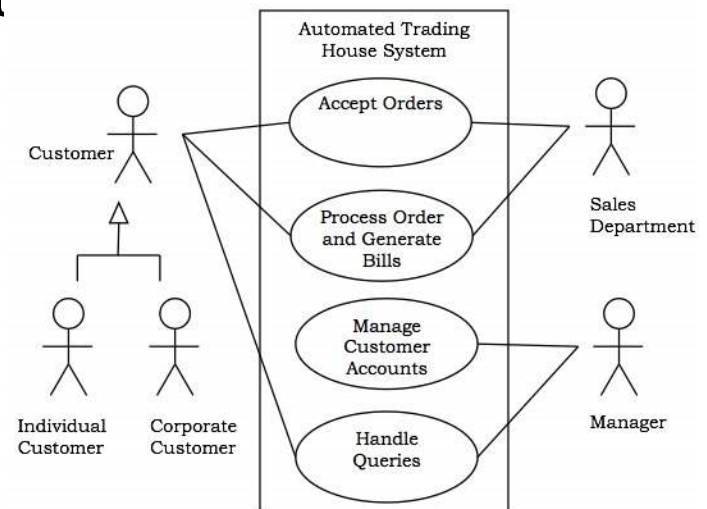 Automated Trading
House System
Accept Orders
Customer
Process Order
and Generate
Bills
Sales
Department
Manage
Customer
Accounts
Individual
Customer
Corporate
Customer
Handle
Queries
Manager